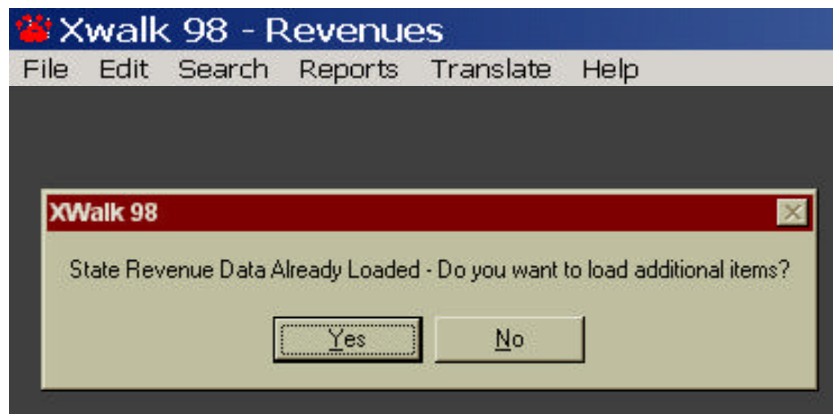 Xwalk 98 - Revenues
File Edit Search Reports Translate Help
XWalk 98
State Revenue Data Already Loaded - Do you want to load additional items?
Yes No